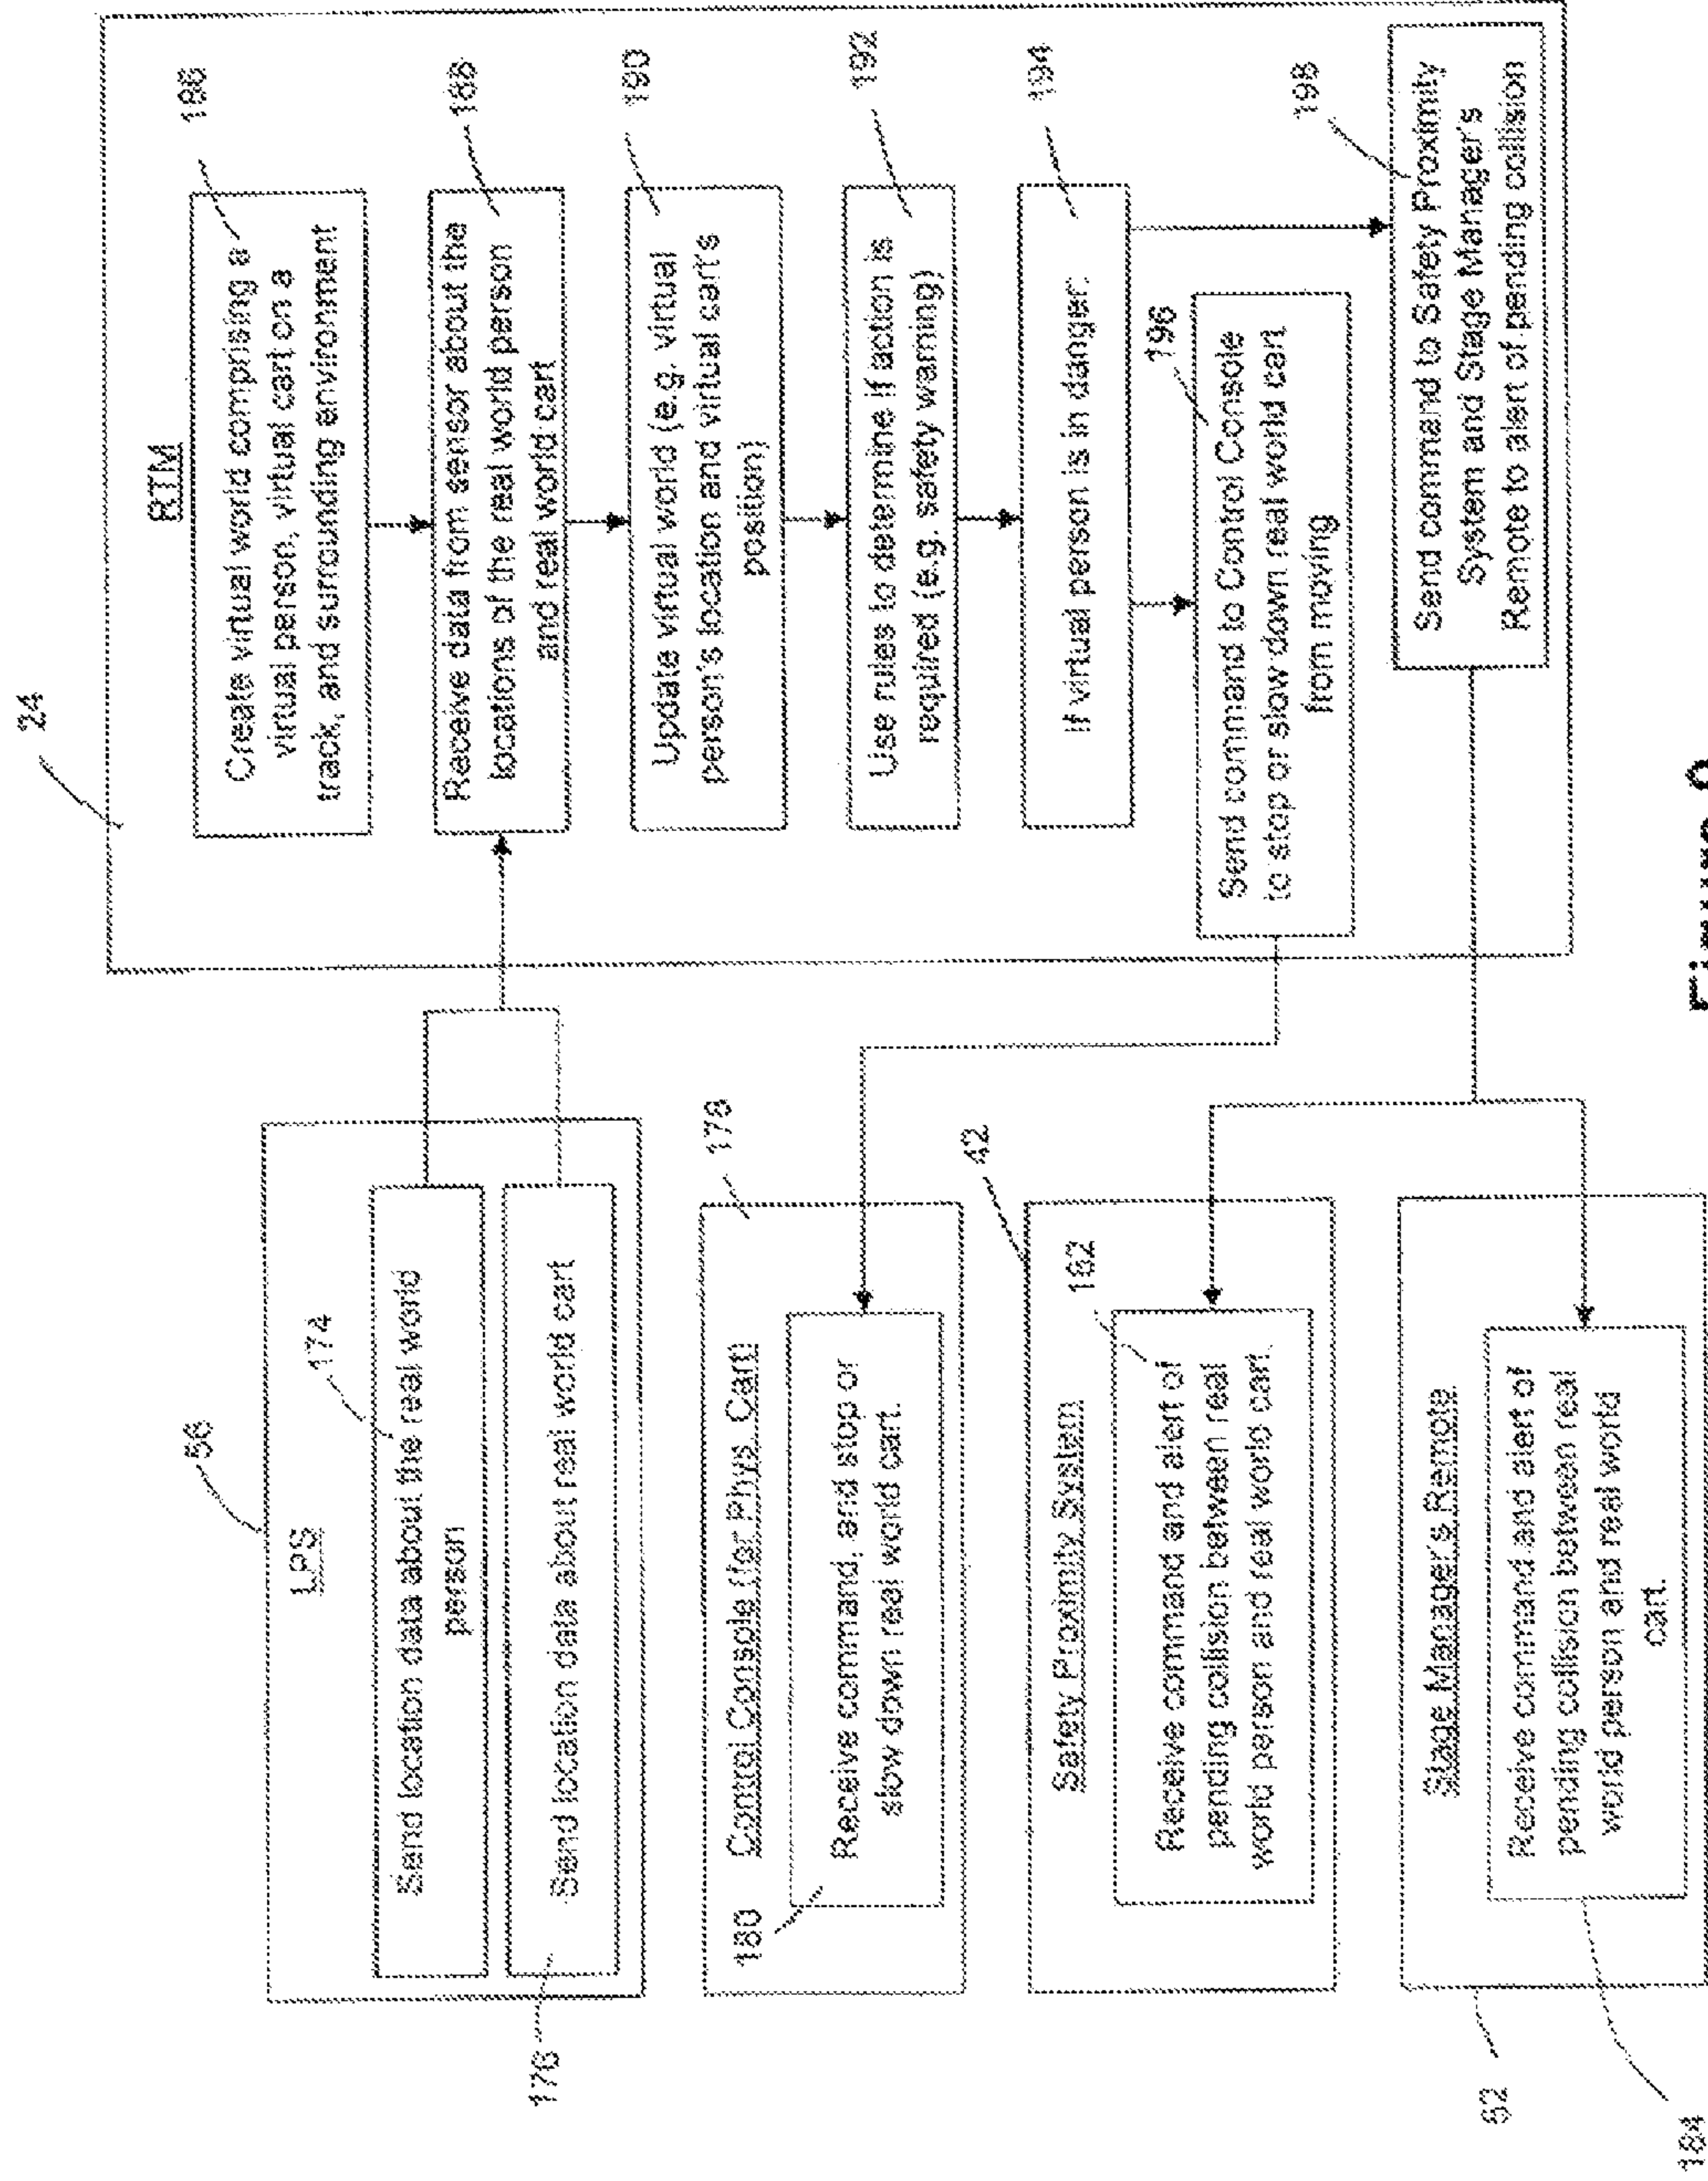 24
56
LPS
174
Send location data about the real world
person
176
Send location data about real world cart
178
Control Console (for Phys. Cart)
180
Receive command, and stop or
slow down real world cart.
42
Safety Proximity System
182
Receive command and alert of
pending collision between real
world person and real world cart.
Stage Manager's Remote
Receive command and alert of
pending collision between real
world person and real world
cart.
62
184
RTM
186
Create virtual world comprising a
virtual person, virtual cart on a
track, and surrounding environment
188
Receive data from sensor about the
locations of the real world person
and real world cart
190
Update virtual world (e.g. virtual
person's location and virtual cart's
position)
192
Use rules to determine if action is
required (e.g. safety warning)
194
If virtual person is in danger:
196
Send command to Control Console
to stop or slow down real world cart
from moving
198
Send command to Safety Proximity
System and Stage Manager's
Remote to alert of pending collision
Figure